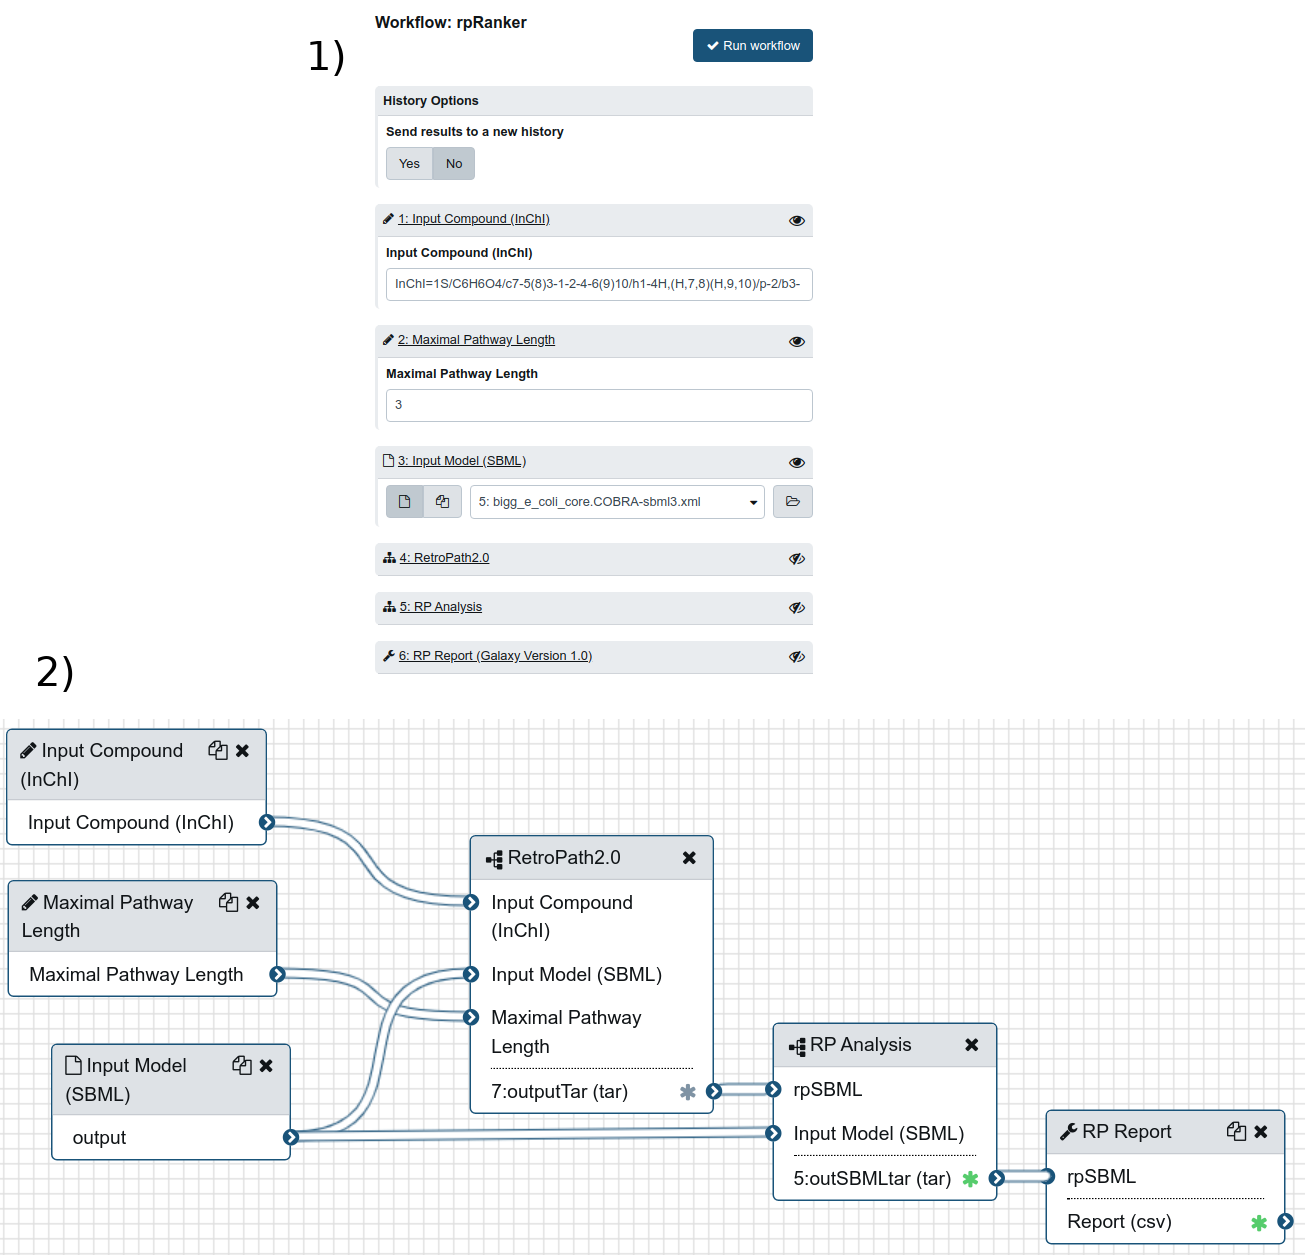 Workflow: rpRanker
1)
Run workflow
History Options
Send results to a new history
Yes No
1: Input Compound (InChI)
Input Compound (InChI)
InChI=1S/C6H6O4/c7-5(8)3-1-2-4-6(9)10/h1-4H,(H,7,8)(H,9,10)/p-2/b3-
2: Maximal Pathway Length
Maximal Pathway Length
3
3: Input Model (SBML)
5: bigg_e_coli_core.COBRA-sbml3.xml
4: RetroPath2.0
5: RP Analysis
6: RP Report (Galaxy Version 1.0)
2)
Input Compound
(InChI)
Input Compound (InChI)
Maximal Pathway
Length
Maximal Pathway Length
Input Model
(SBML)
output
RetroPath2.0
Input Compound
(InChI)
Input Model (SBML)
Maximal Pathway
Length
7:outputTar (tar)
RP Analysis
rpSBML
Input Model (SBML)
5:outSBMLtar (tar)
RP Report
rpSBML
Report (csv)